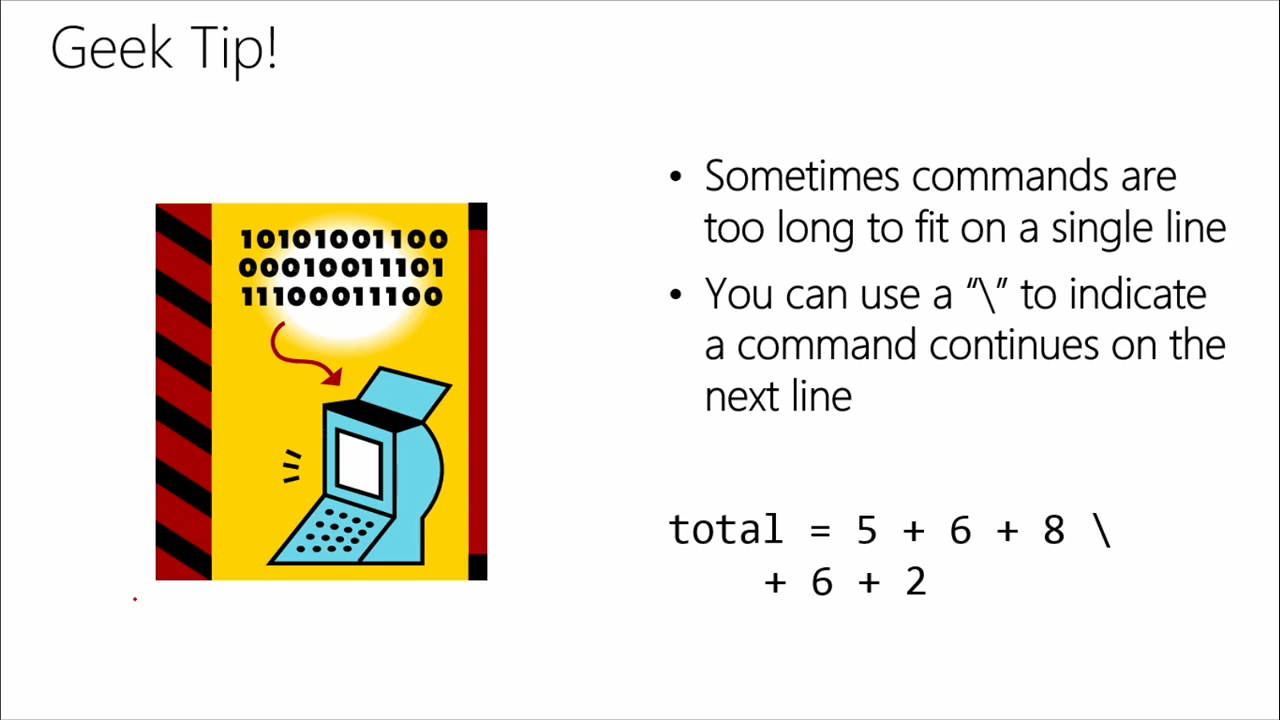 Geek Tip!
10101001100
00010011101
11100011100
• Sometimes commands are
too long to fit on a single line
• You can use a “\” to indicate
a command continues on the
next line
total = 5 + 6 + 8 \
+ 6 + 2